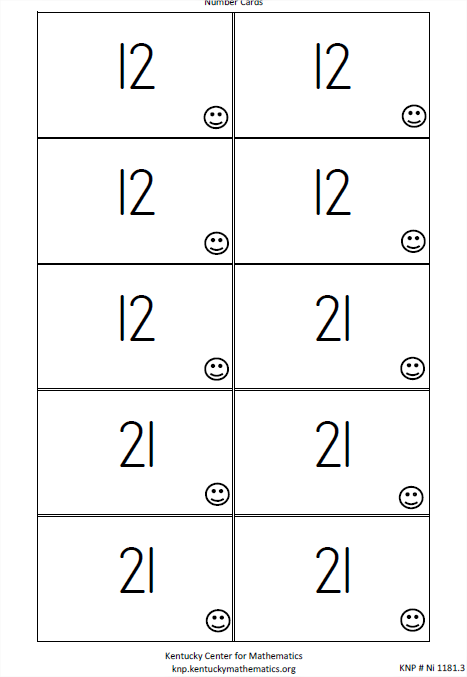 Number Cards
12 12
12 12
12 21
21 21
21 21
Kentucky Center for Mathematics
knp.kentuckymathematics.org
KNP # Ni 1181.3